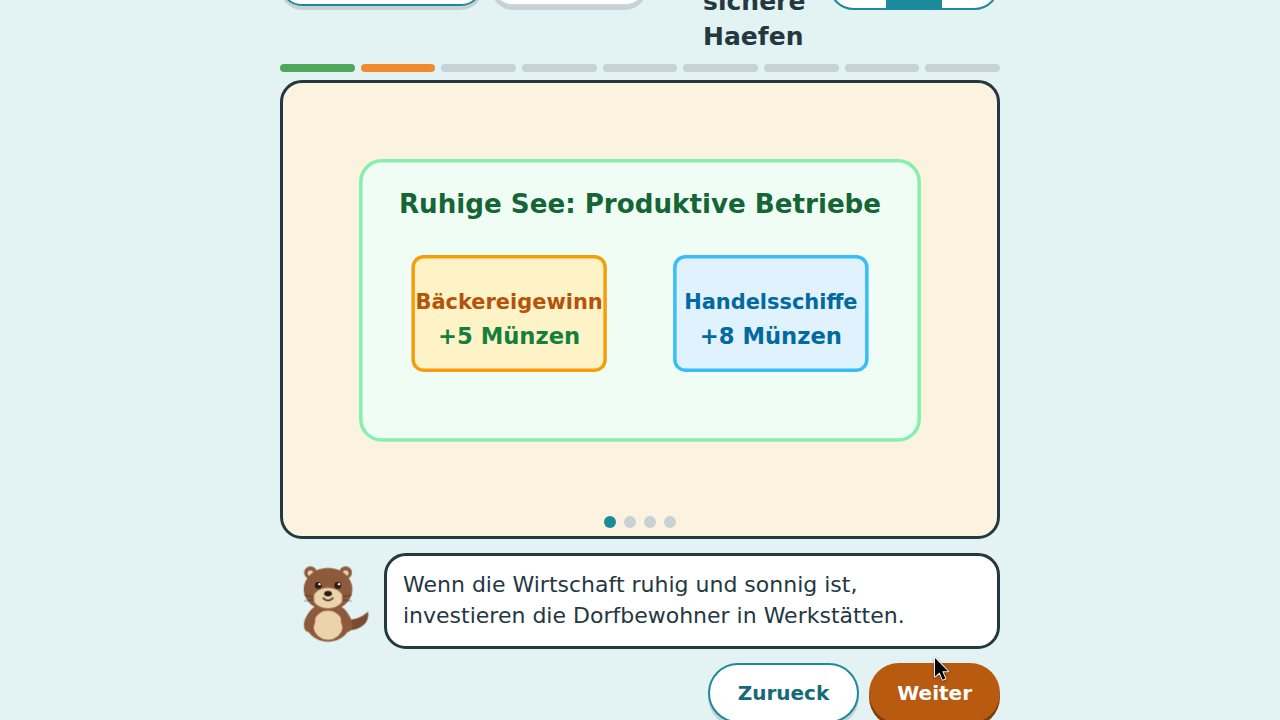 sichere
Haefen
Ruhige See: Produktive Betriebe
Bäckereigewinn
+5 Münzen
Handelsschiffe
+8 Münzen
Wenn die Wirtschaft ruhig und sonnig ist,
investieren die Dorfbewohner in Werkstätten.
Zurueck
Weiter